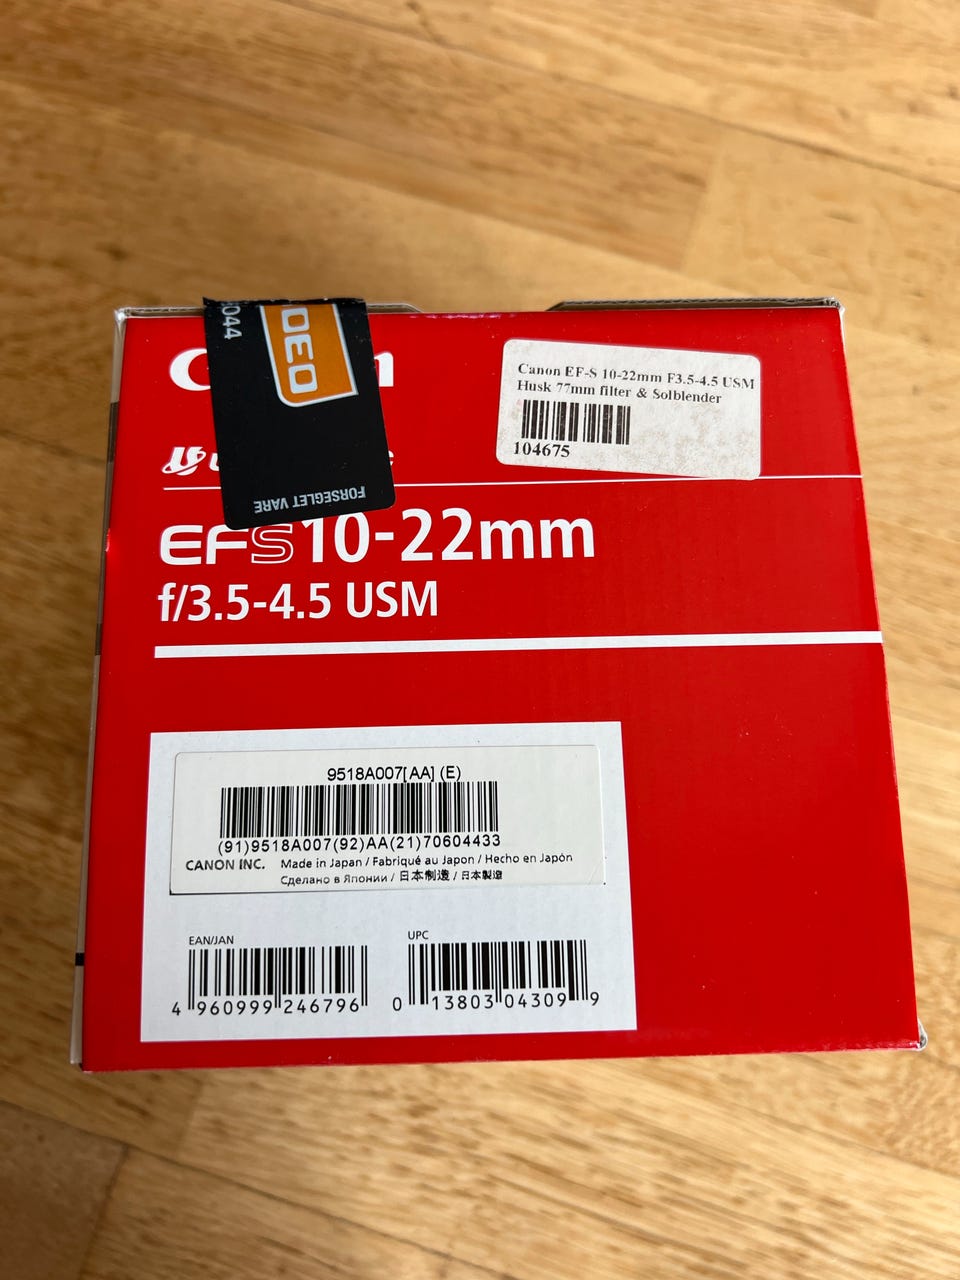 044
DEO
FORSEGLET VARE
Canon EF-S 10-22mm F3.5-4.5 USM
Husk 77mm filter & Solblender
104675
EFS10-22mm
f/3.5-4.5 USM
9518A007[AA] (E)
(91)9518A007(92)AA(21)70604433
CANON INC. Made in Japan / Fabriqué au Japon / Hecho en Japón
Сделано в Японии / 日本制造 / 日本製造
EAN/JAN
4 960999 246796
UPC
0 13803 04309 9